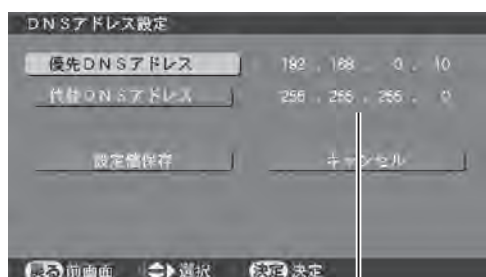 DNSアドレス設定
優先DNSアドレス 192 . 168 . 0 . 10
代替DNSアドレス 255 . 255 . 255 . 0
設定値保存 キャンセル
戻る 前画面 選択 決定 決定